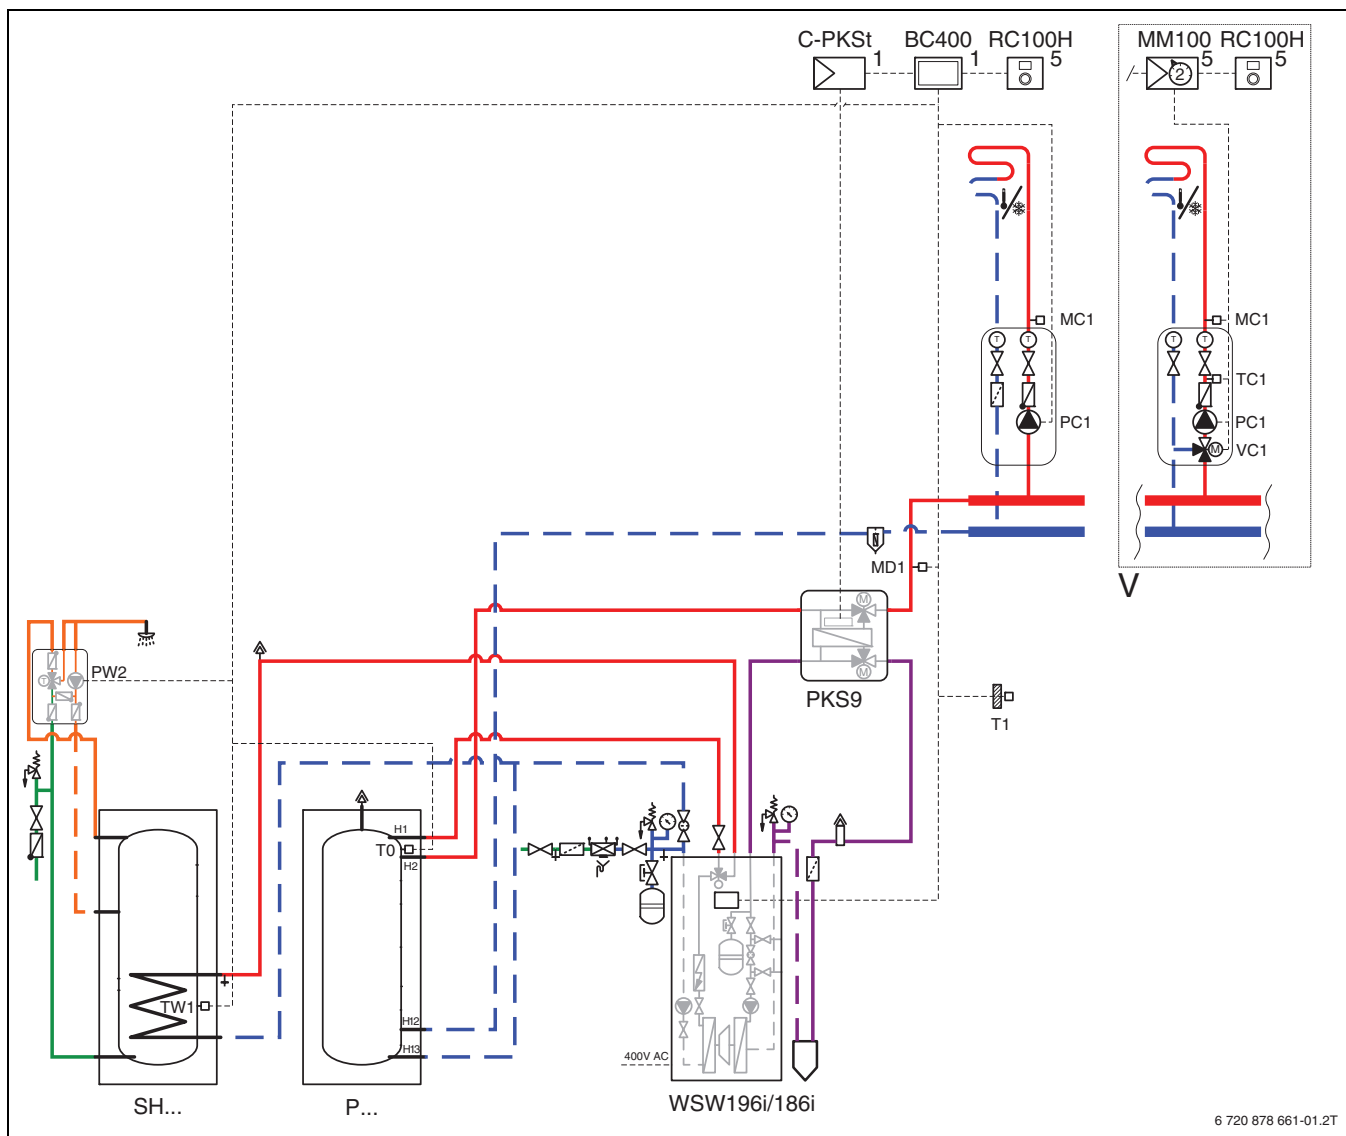 C-PKSt BC400 RC100H MM100 RC100H
1 1 5 5 5
2
T T T T
MC1 MC1
TC1
PC1 PC1
M VC1
MD1
V
M
M
PKS9
T1
PW2
T
H1
T0
H2
TW1
H12
H13
400V AC
SH... P... WSW196i/186i
6 720 878 661-01.2T